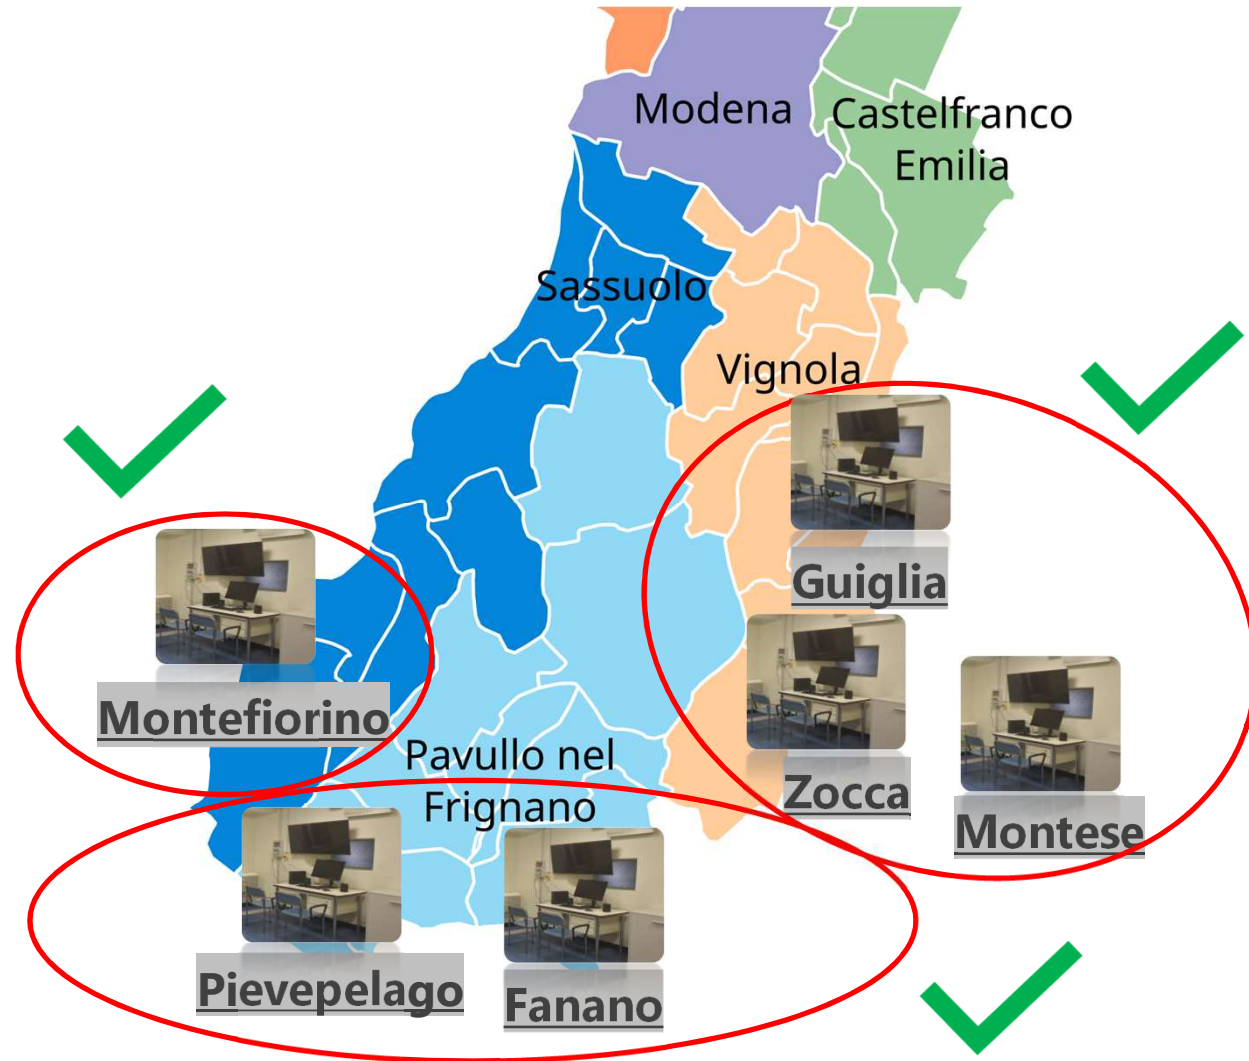 Modena
Castelfranco
Emilia
Sassuolo
Vignola
Guiglia
Montefiorino
Pavullo nel
Frignano
Zocca
Montese
Pievepelago
Fanano